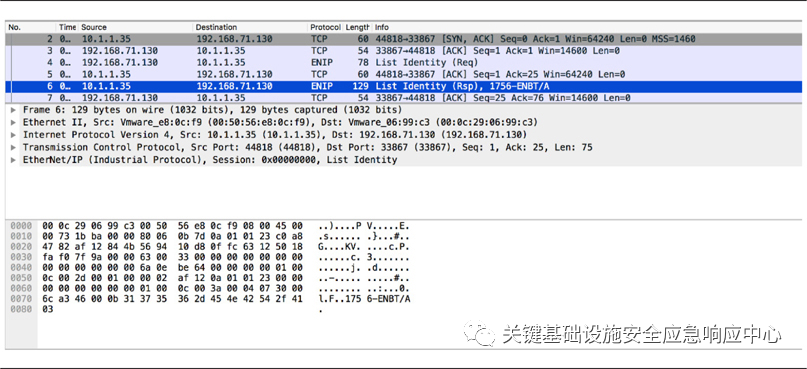 No. Time Source Destination Protocol Length Info
2 0… 10.1.1.35 192.168.71.130 TCP 60 44818→33867 [SYN, ACK] Seq=0 Ack=1 Win=64240 Len=0 MSS=1460
3 0… 192.168.71.130 10.1.1.35 TCP 54 33867→44818 [ACK] Seq=1 Ack=1 Win=14600 Len=0
4 0… 192.168.71.130 10.1.1.35 ENIP 78 List Identity (Req)
5 0… 10.1.1.35 192.168.71.130 TCP 60 44818→33867 [ACK] Seq=1 Ack=25 Win=64240 Len=0
6 0… 10.1.1.35 192.168.71.130 ENIP 129 List Identity (Rsp), 1756-ENBT/A
7 0… 192.168.71.130 10.1.1.35 TCP 54 33867→44818 [ACK] Seq=25 Ack=76 Win=14600 Len=0
Frame 6: 129 bytes on wire (1032 bits), 129 bytes captured (1032 bits)
Ethernet II, Src: Vmware_e8:0c:f9 (00:50:56:e8:0c:f9), Dst: Vmware_06:99:c3 (00:0c:29:06:99:c3)
Internet Protocol Version 4, Src: 10.1.1.35 (10.1.1.35), Dst: 192.168.71.130 (192.168.71.130)
Transmission Control Protocol, Src Port: 44818 (44818), Dst Port: 33867 (33867), Seq: 1, Ack: 25, Len: 75
EtherNet/IP (Industrial Protocol), Session: 0x00000000, List Identity
0000 00 0c 29 06 99 c3 00 50 56 e8 0c f9 08 00 45 00 ..)....P V.....E.
0010 00 73 1b ba 00 00 80 06 0b 7d 0a 01 01 23 c0 a8 .s...... .}...#..
0020 47 82 af 12 84 4b 56 94 10 d8 0f fc 63 12 50 18 G....KV. ....c.P.
0030 fa f0 7f 9a 00 00 63 00 33 00 00 00 00 00 00 00 ......c. 3.......
0040 00 00 00 00 00 00 6a 0e be 64 00 00 00 00 01 00 ......j. .d......
0050 0c 00 2d 00 01 00 00 02 af 12 0a 01 01 23 00 00 ..-..... .....#..
0060 00 00 00 00 00 00 01 00 0c 00 3a 00 04 07 30 00 ........ ..:...0.
0070 6c a3 46 00 0b 31 37 35 36 2d 45 4e 42 54 2f 41 l.F..175 6-ENBT/A
0080 03 .
关键基础设施安全应急响应中心